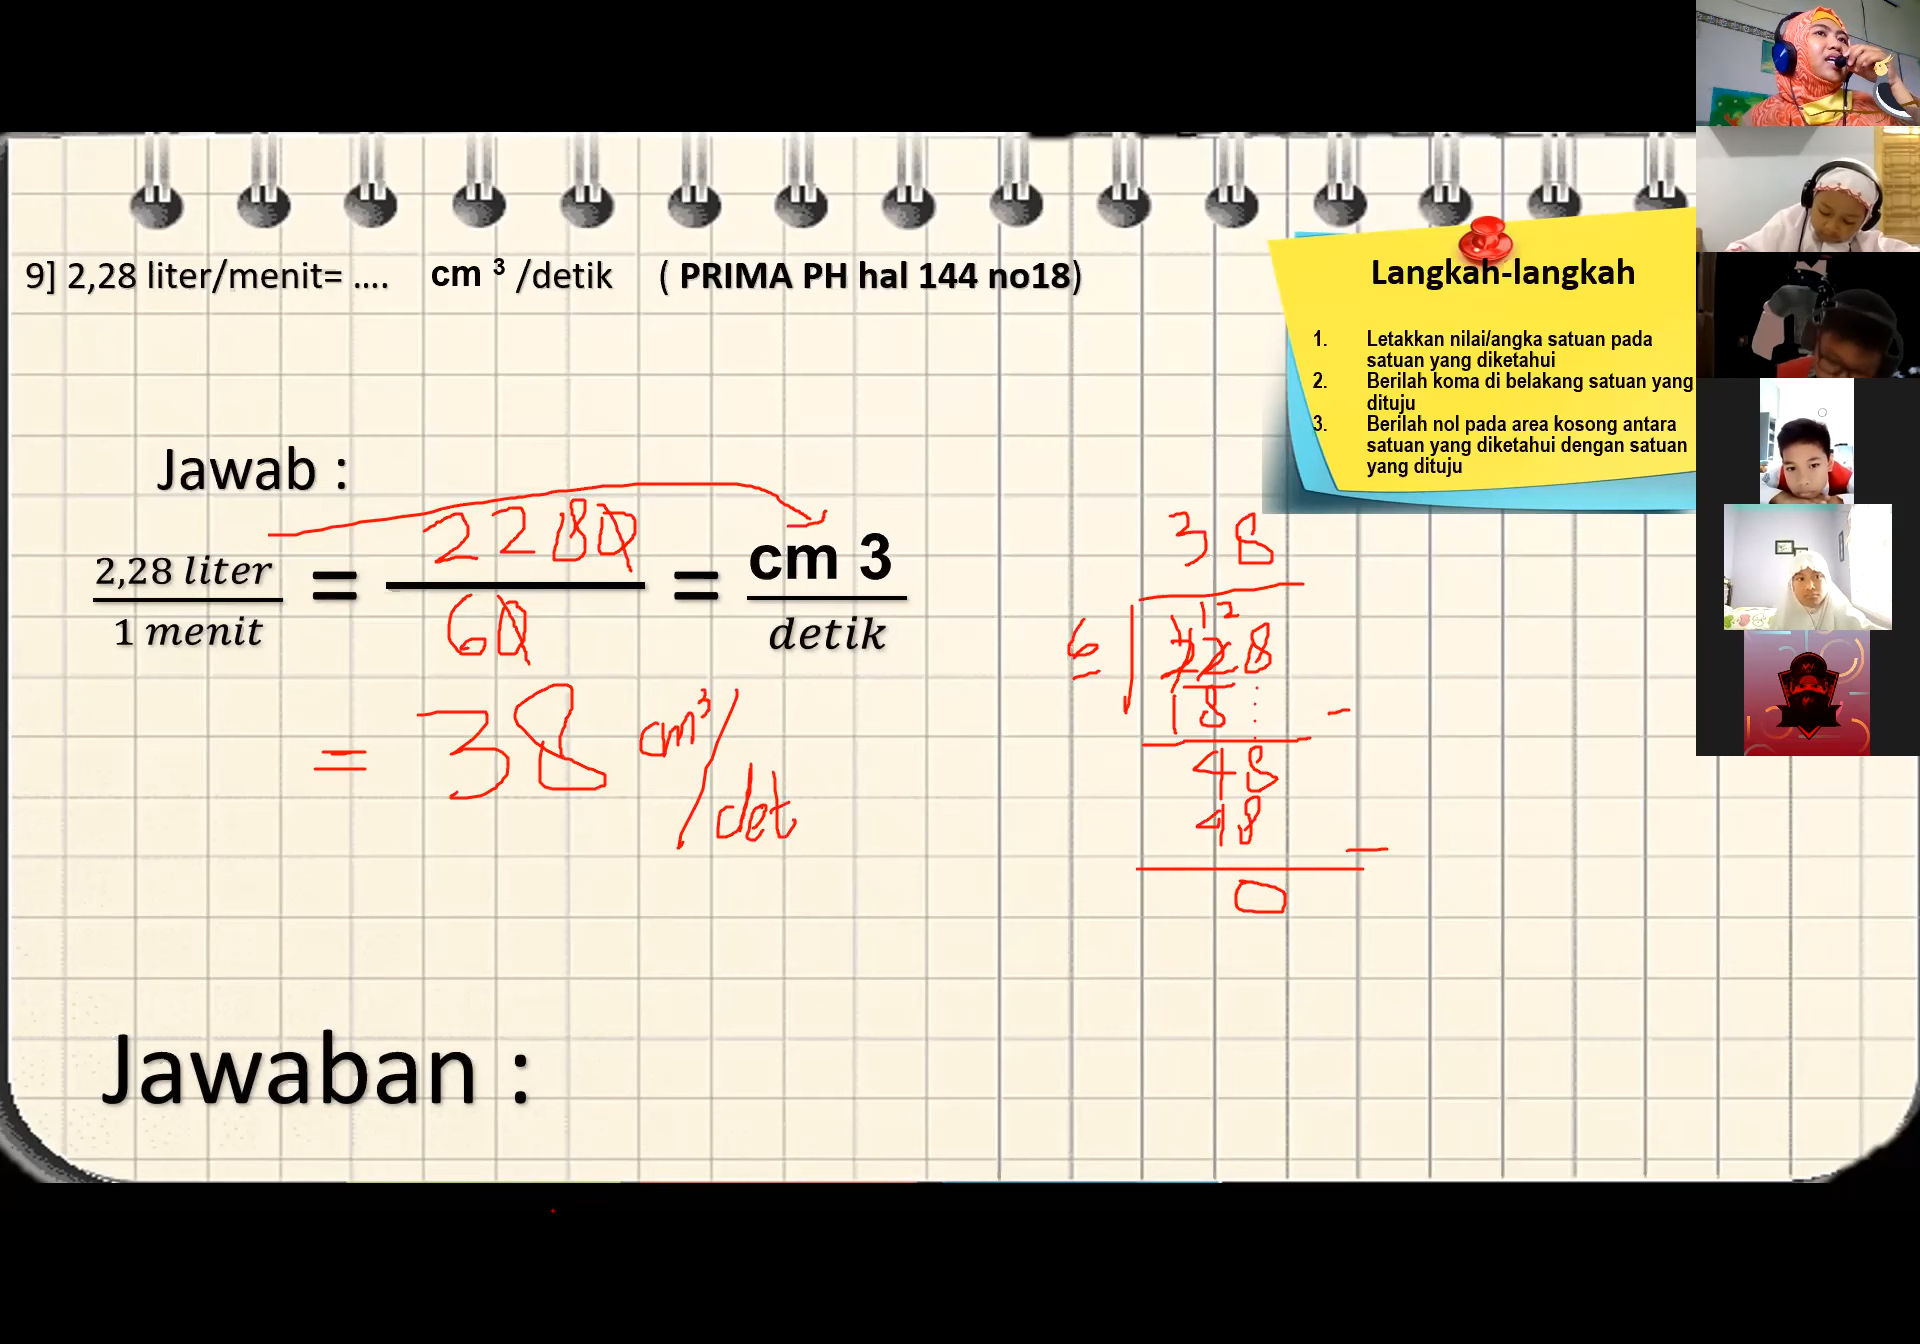 9] 2,28 liter/menit= .... cm 3 /detik ( PRIMA PH hal 144 no18)
Langkah-langkah
1. Letakkan nilai/angka satuan pada
satuan yang diketahui
2. Berilah koma di belakang satuan yang
dituju
3. Berilah nol pada area kosong antara
satuan yang diketahui dengan satuan
yang dituju
Jawab :
2,28 liter = 2280 = cm 3
1 menit 60 detik
= 38 cm³/det
38
12
6 228
18 -
48
48 -
0
Jawaban :